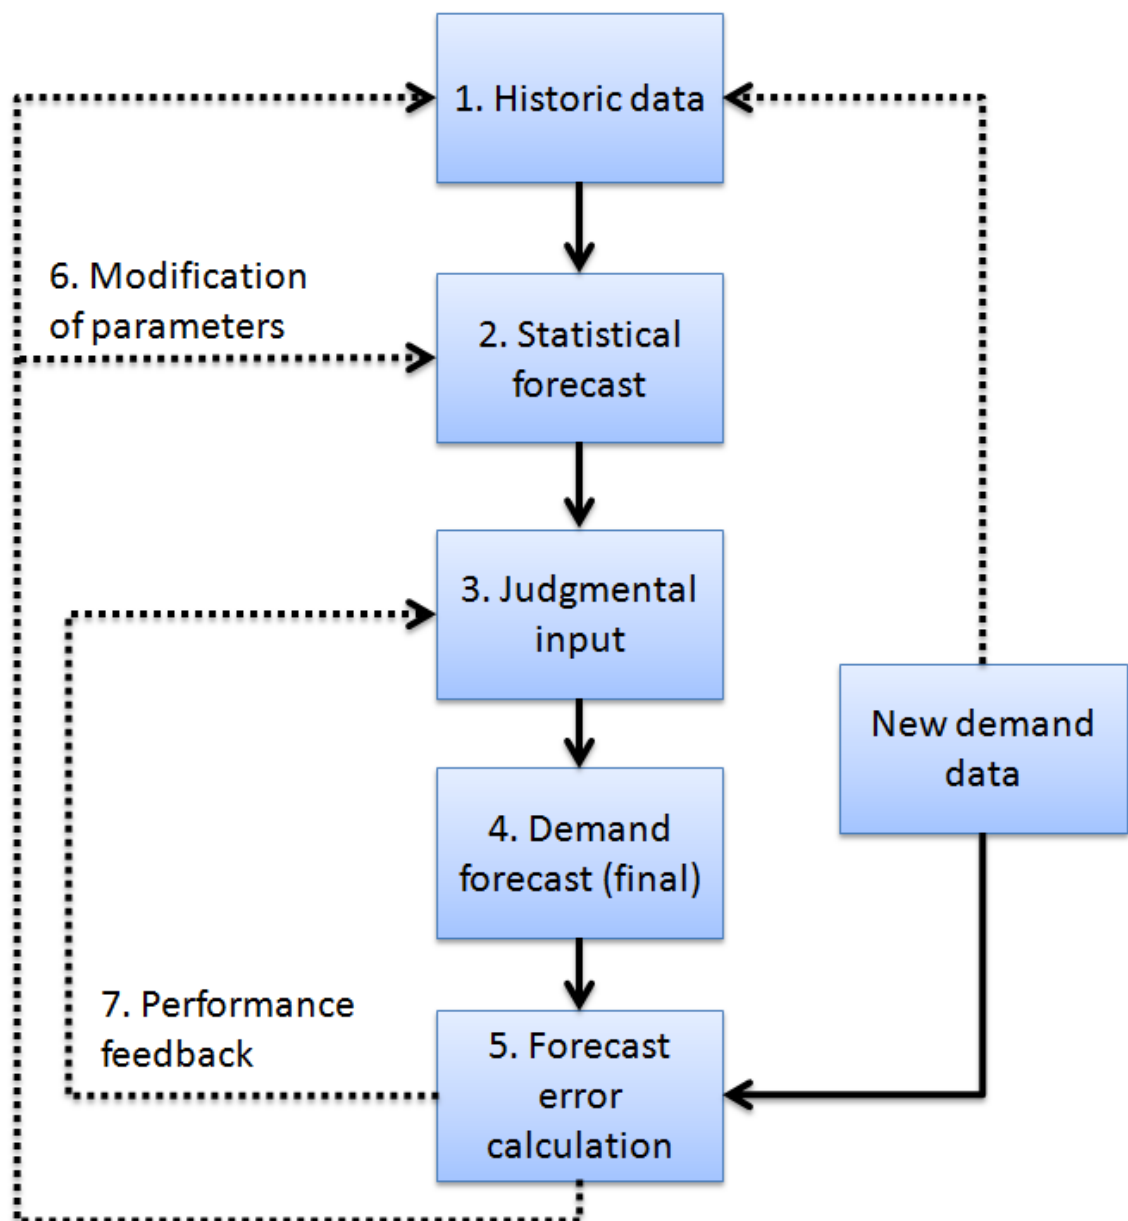 1. Historic data
6. Modification
of parameters
2. Statistical
forecast
3. Judgmental
input
New demand
data
4. Demand
forecast (final)
7. Performance
feedback
5. Forecast
error
calculation